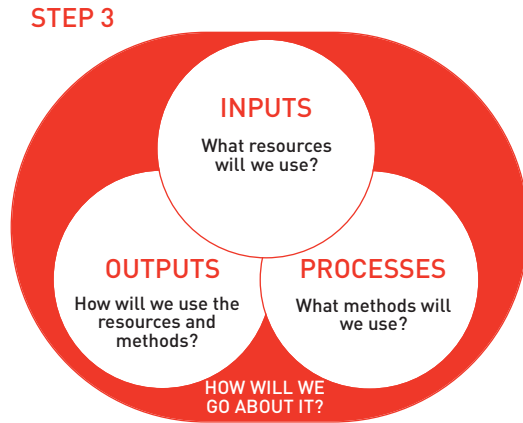 STEP 3
INPUTS
What resources
will we use?
OUTPUTS
How will we use the
resources and
methods?
PROCESSES
What methods will
we use?
HOW WILL WE
GO ABOUT IT?